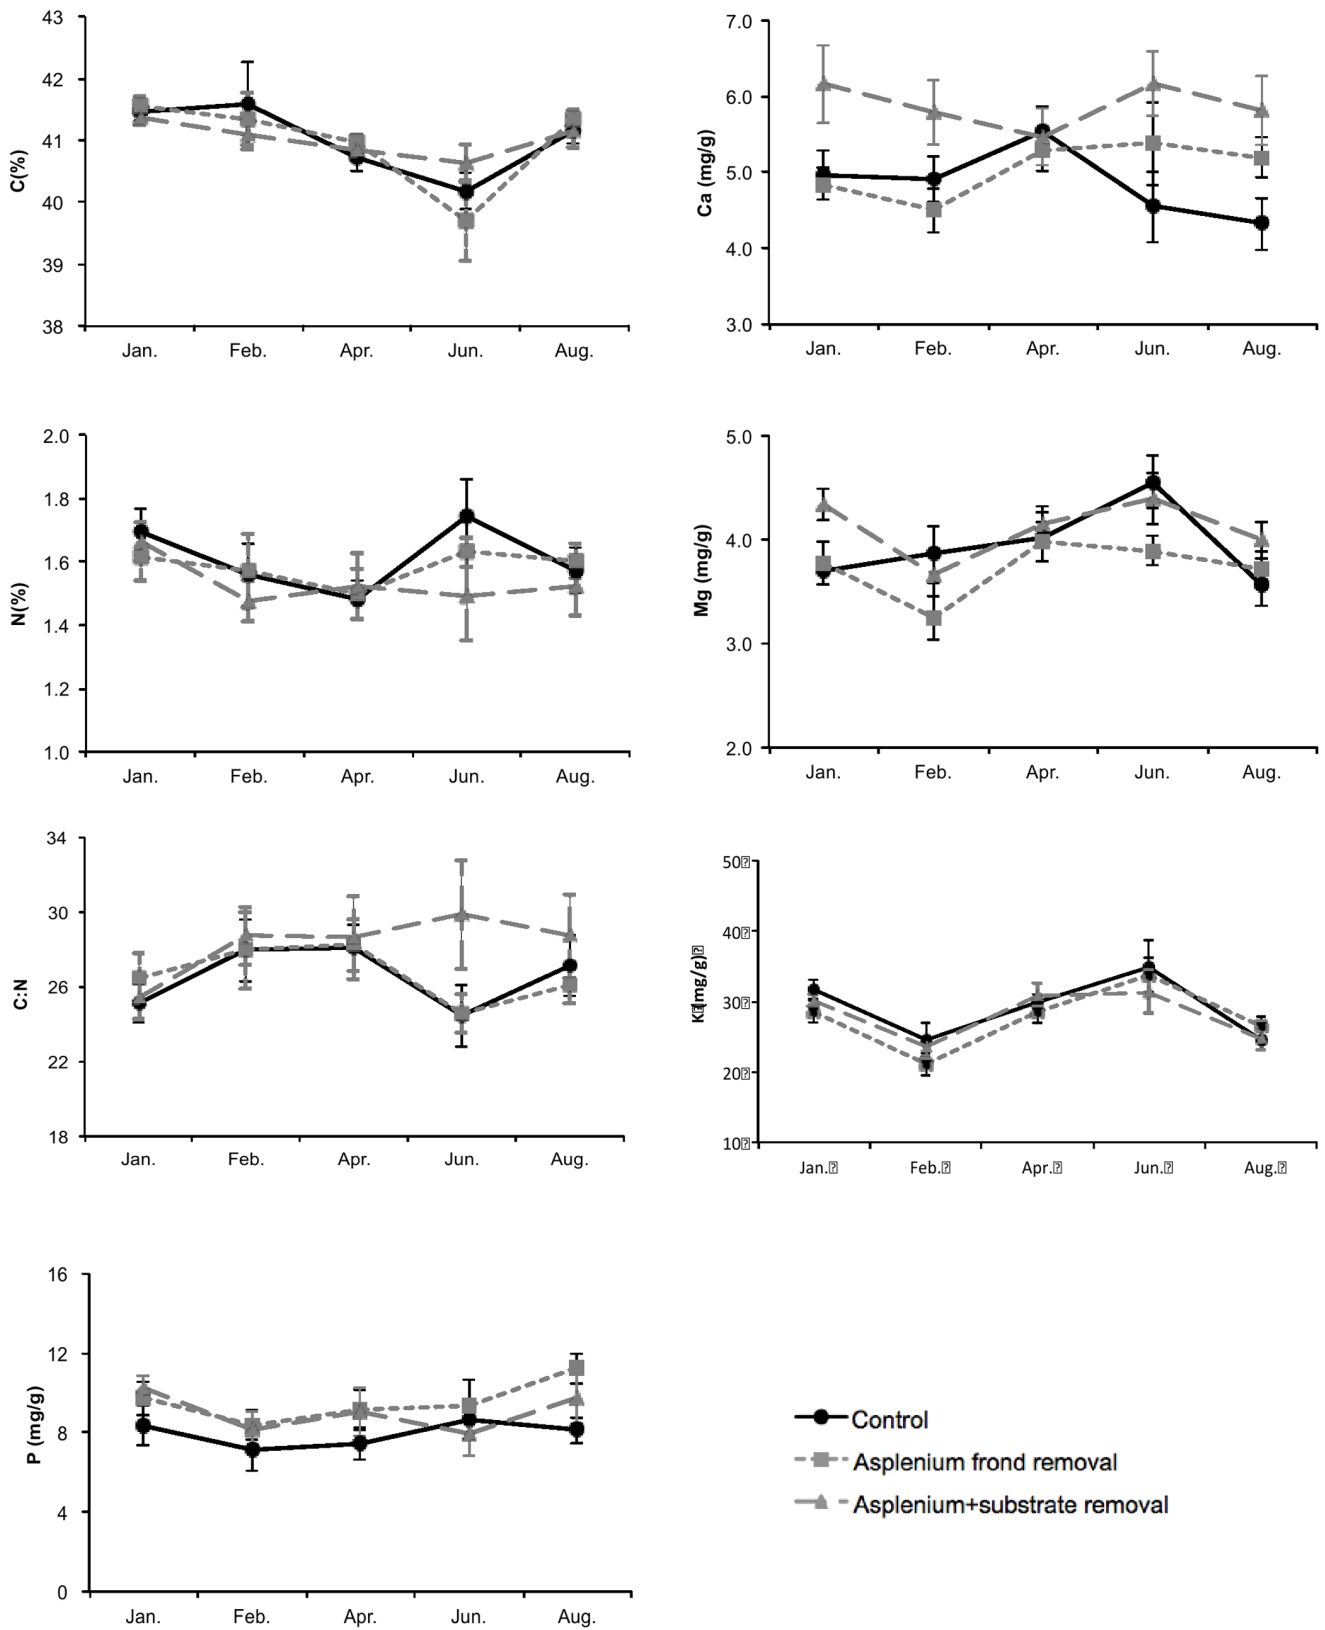 43
42
41
40
39
38
C(%)
Jan. Feb. Apr. Jun. Aug.
7.0
6.0
5.0
4.0
3.0
Ca (mg/g)
Jan. Feb. Apr. Jun. Aug.
2.0
1.8
1.6
1.4
1.2
1.0
N(%)
Jan. Feb. Apr. Jun. Aug.
5.0
4.0
3.0
2.0
Mg (mg/g)
Jan. Feb. Apr. Jun. Aug.
34
30
26
22
18
C:N
Jan. Feb. Apr. Jun. Aug.
50⍰
40⍰
30⍰
20⍰
10⍰
K⍰(mg/g)⍰
Jan.⍰ Feb.⍰ Apr.⍰ Jun.⍰ Aug.⍰
16
12
8
4
0
P (mg/g)
Jan. Feb. Apr. Jun. Aug.
Control
Asplenium frond removal
Asplenium+substrate removal